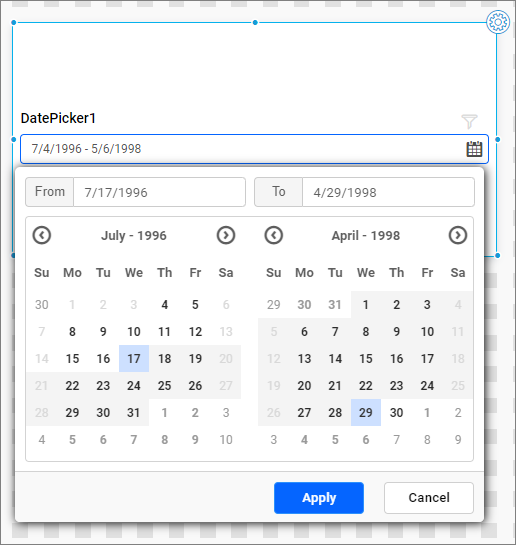 DatePicker1
7/4/1996 - 5/6/1998
From 7/17/1996 To 4/29/1998
July - 1996 April - 1998
Su Mo Tu We Th Fr Sa Su Mo Tu We Th Fr Sa
30 1 2 3 4 5 6 29 30 31 1 2 3 4
7 8 9 10 11 12 13 5 6 7 8 9 10 11
14 15 16 17 18 19 20 12 13 14 15 16 17 18
21 22 23 24 25 26 27 19 20 21 22 23 24 25
28 29 30 31 1 2 3 26 27 28 29 30 1 2
4 5 6 7 8 9 10 3 4 5 6 7 8 9
Apply Cancel